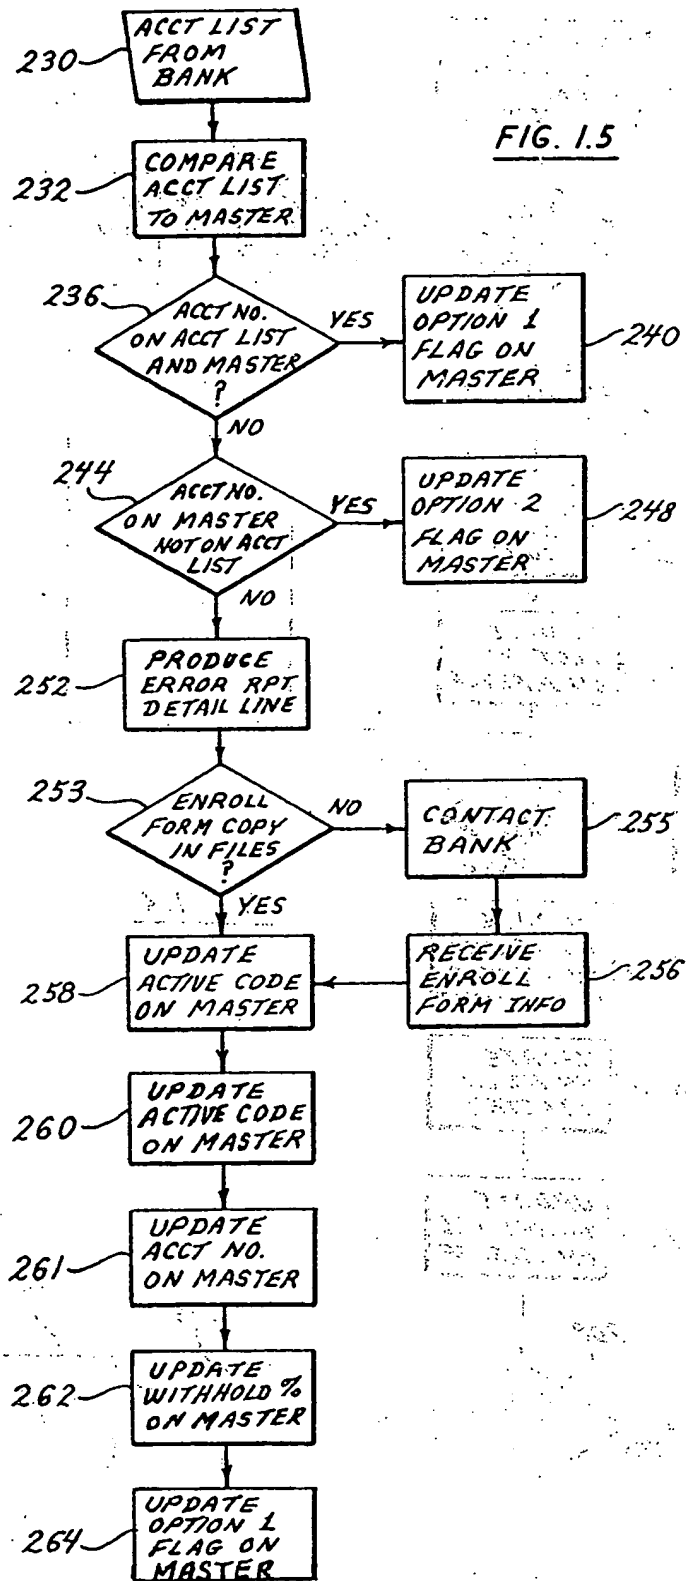 ACCT LIST
FROM
BANK
230
FIG. 1.5
COMPARE
ACCT LIST
TO MASTER
232
236
ACCT NO.
ON ACCT LIST
AND MASTER
?
YES
UPDATE
OPTION 1
FLAG ON
MASTER
240
NO
244
ACCT NO.
ON MASTER
NOT ON ACCT
LIST
YES
UPDATE
OPTION 2
FLAG ON
MASTER
248
NO
252
PRODUCE
ERROR RPT
DETAIL LINE
253
ENROLL
FORM COPY
IN FILES
?
NO
CONTACT
BANK
255
YES
258
UPDATE
ACTIVE CODE
ON MASTER
RECEIVE
ENROLL
FORM INFO
256
260
UPDATE
ACTIVE CODE
ON MASTER
261
UPDATE
ACCT NO.
ON MASTER
262
UPDATE
WITHHOLD %
ON MASTER
264
UPDATE
OPTION 1
FLAG ON
MASTER